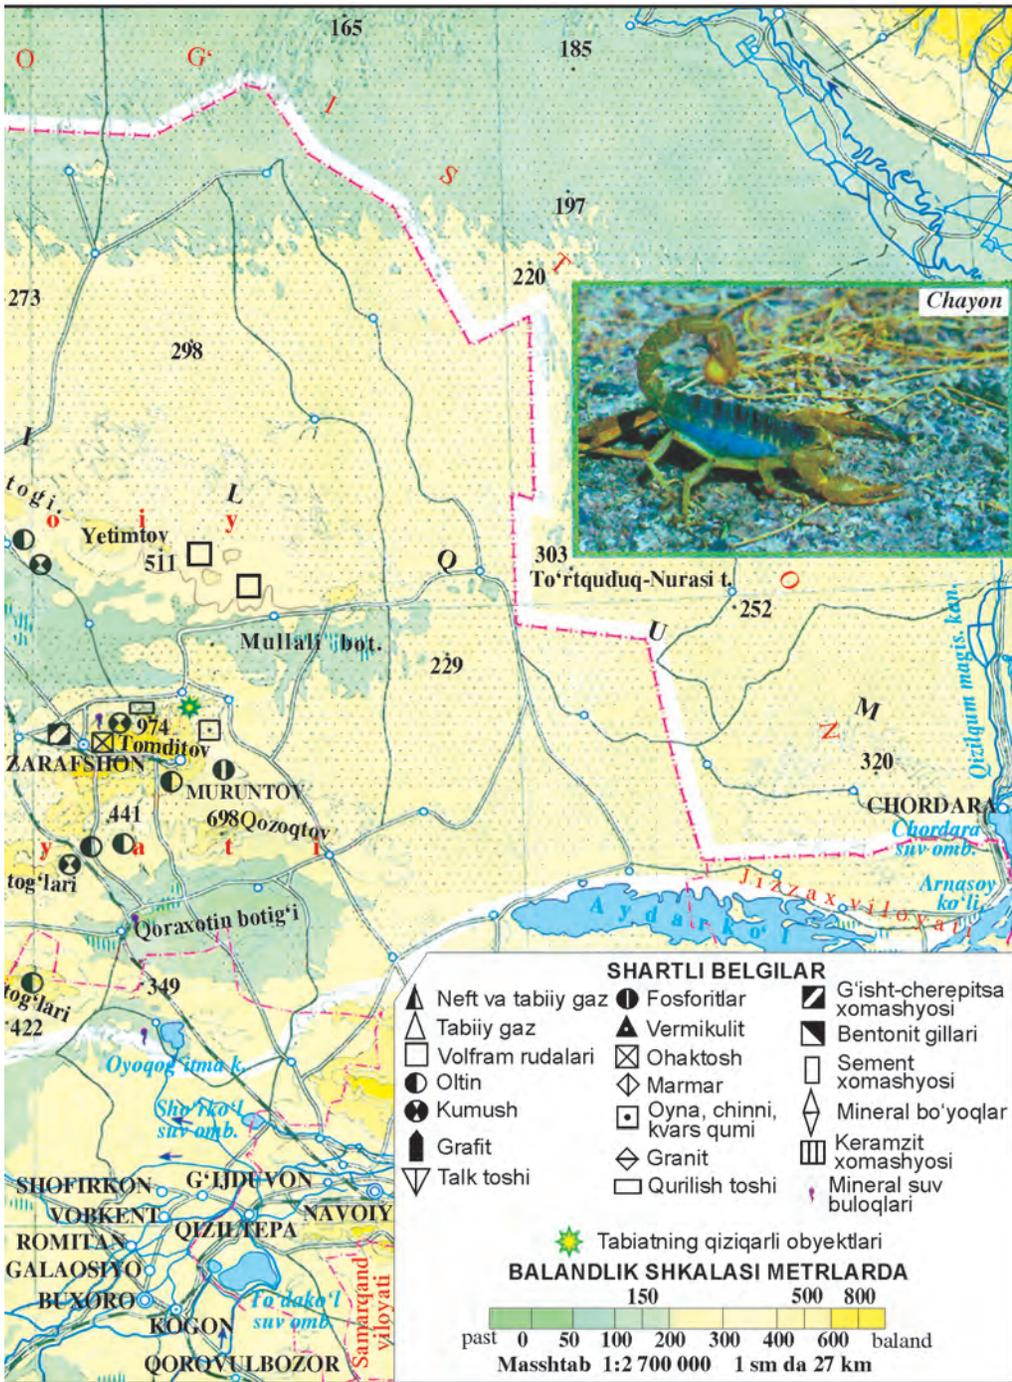 165
O G‘ I S T O N
185
197
220
Chayon
273
298
I L Q U M
togi.
o i y
Yetimtov
511
303
To‘rtquduq-Nurasi t.
252
Mullali bot.
229
Qizilqum magis. kan.
974
Tomditov
ZARAFSHON
MURUNTOV
320
CHORDARA
441
698 Qozoqtov
Chordara
suv omb.
y a t i
tog‘lari
Jizzax viloyati
Arnasoy
ko‘li
Aydarko‘l
Qoraxotin botig‘i
349
tog‘lari
422
Oyoqog‘itma k.
Sho‘rko‘l
suv omb.
SHOFIRKON
G‘IJDUVON
VOBKENT
NAVOIY
QIZILTEPA
ROMITAN
GALAOSIYO
BUXORO
To‘dako‘l
suv omb.
KOGON
QOROVULBOZOR
Samarqand
viloyati
SHARTLI BELGILAR
Neft va tabiiy gaz
Tabiiy gaz
Volfram rudalari
Oltin
Kumush
Grafit
Talk toshi
Fosforitlar
Vermikulit
Ohaktosh
Marmar
Oyna, chinni,
kvars qumi
Granit
Qurilish toshi
G‘isht-cherepitsa
xomashyosi
Bentonit gillari
Sement
xomashyosi
Mineral bo‘yoqlar
Keramzit
xomashyosi
Mineral suv
buloqlari
Tabiatning qiziqarli obyektlari
BALANDLIK SHKALASI METRLARDA
150 500 800
past 0 50 100 200 300 400 600 baland
Masshtab 1:2 700 000 1 sm da 27 km